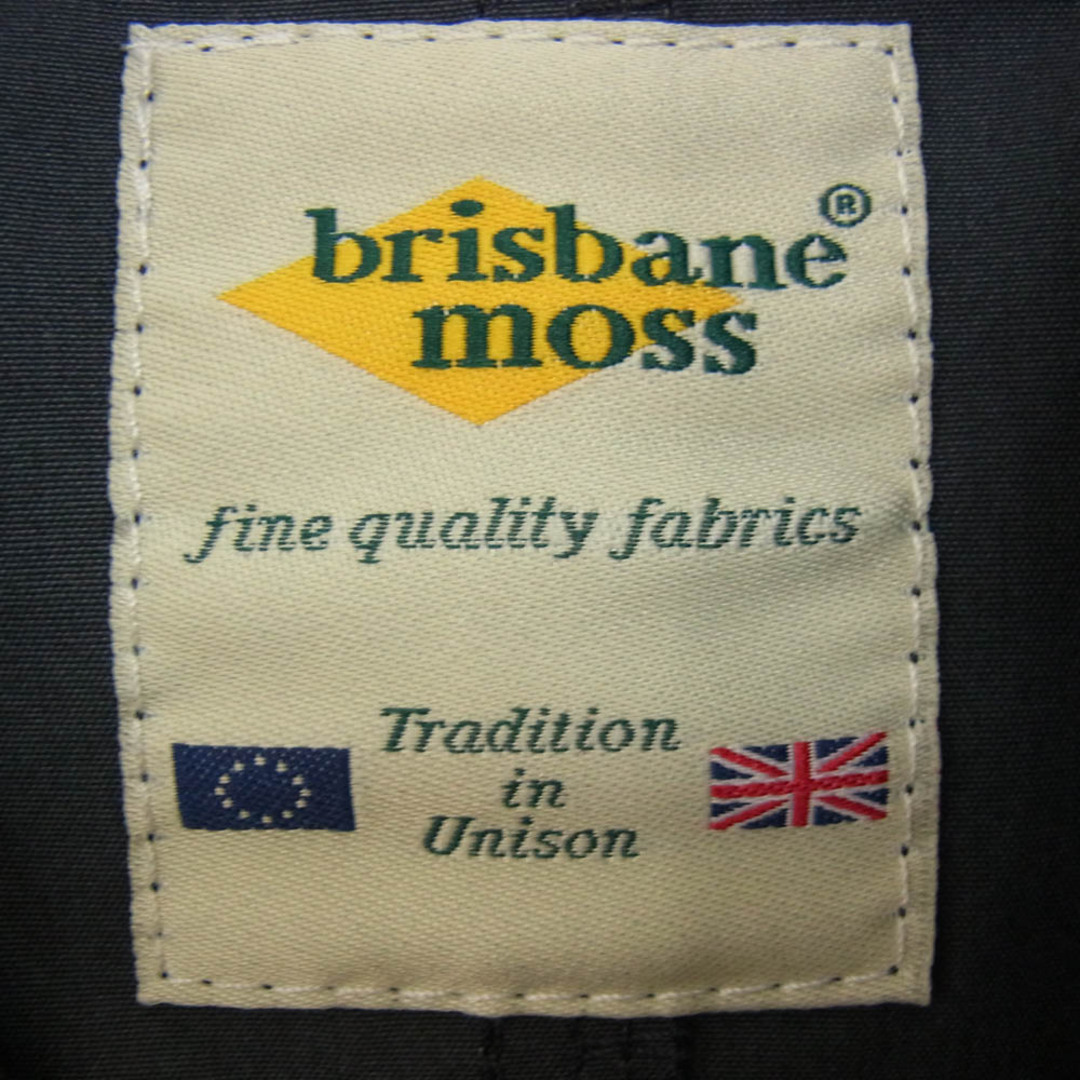 brisbane®
moss
fine quality fabrics
Tradition
in
Unison